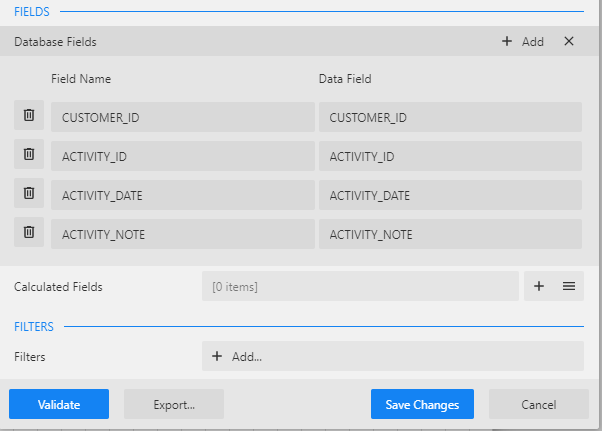 FIELDS
Database Fields
+ Add
Field Name Data Field
CUSTOMER_ID CUSTOMER_ID
ACTIVITY_ID ACTIVITY_ID
ACTIVITY_DATE ACTIVITY_DATE
ACTIVITY_NOTE ACTIVITY_NOTE
Calculated Fields [0 items]
FILTERS
Filters + Add...
Validate Export... Save Changes Cancel